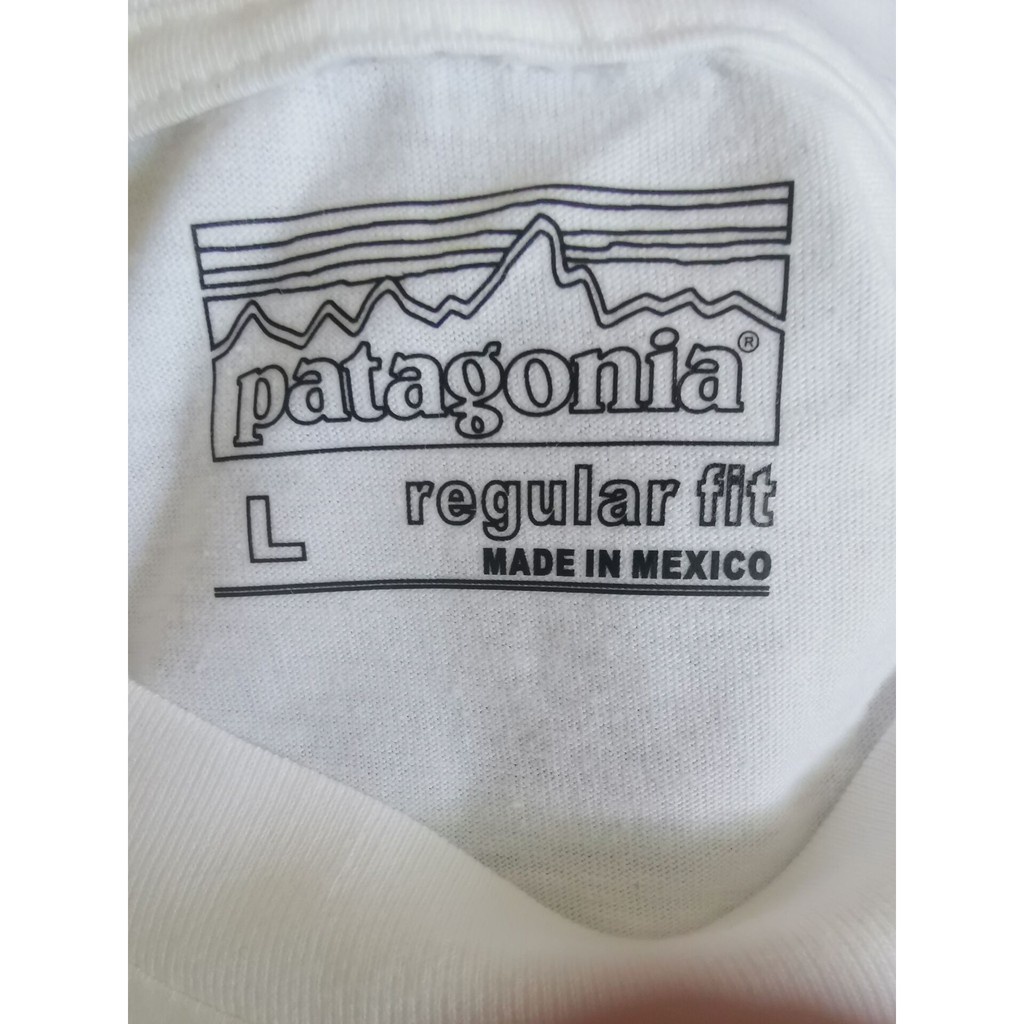 patagonia®
L regular fit
MADE IN MEXICO